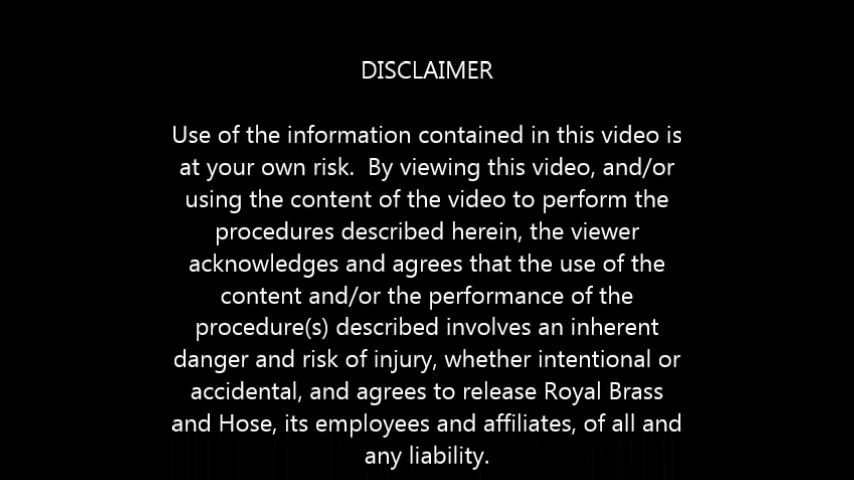 DISCLAIMER
Use of the information contained in this video is
at your own risk.  By viewing this video, and/or
using the content of the video to perform the
procedures described herein, the viewer
acknowledges and agrees that the use of the
content and/or the performance of the
procedure(s) described involves an inherent
danger and risk of injury, whether intentional or
accidental, and agrees to release Royal Brass
and Hose, its employees and affiliates, of all and
any liability.